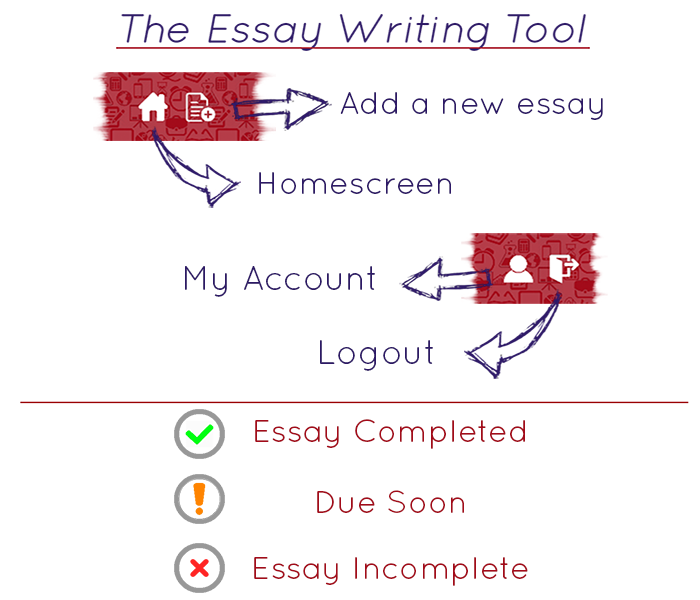 The Essay Writing Tool
Add a new essay
Homescreen
My Account
Logout
Essay Completed
Due Soon
Essay Incomplete